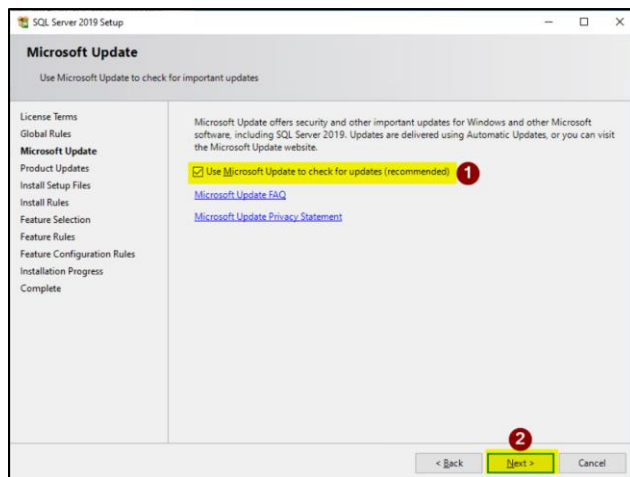 SQL Server 2019 Setup
Microsoft Update
Use Microsoft Update to check for important updates
License Terms
Global Rules
Microsoft Update
Product Updates
Install Setup Files
Install Rules
Feature Selection
Feature Rules
Feature Configuration Rules
Installation Progress
Complete
Microsoft Update offers security and other important updates for Windows and other Microsoft
software, including SQL Server 2019. Updates are delivered using Automatic Updates, or you can visit
the Microsoft Update website.
Use Microsoft Update to check for updates (recommended) 1
Microsoft Update FAQ
Microsoft Update Privacy Statement
2
< Back Next > Cancel